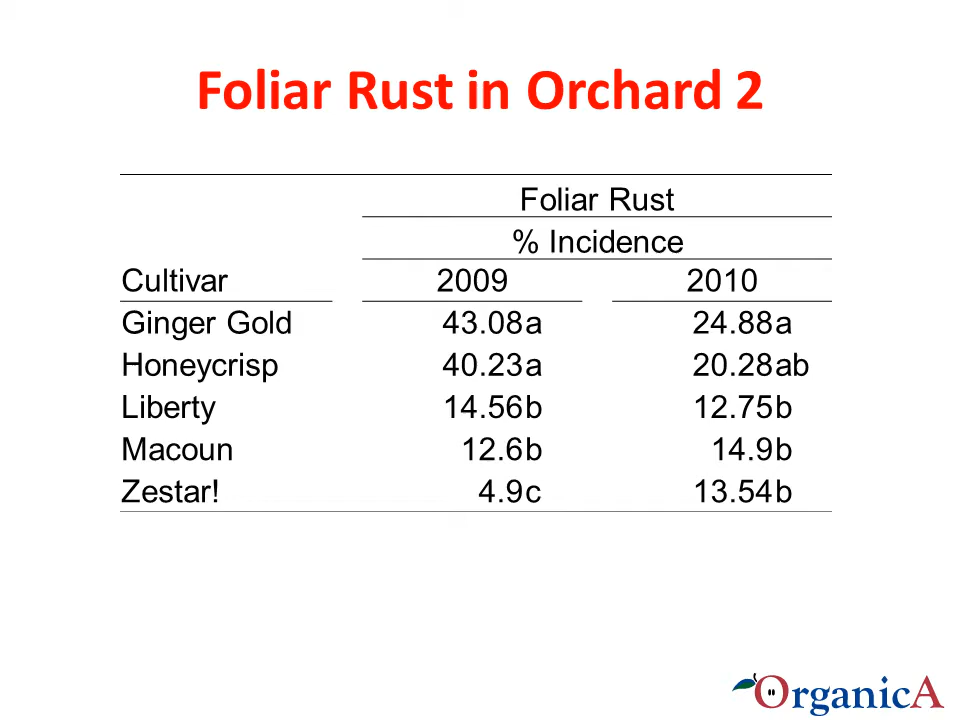 Foliar Rust in Orchard 2
Foliar Rust
% Incidence
Cultivar 2009 2010
Ginger Gold 43.08a 24.88a
Honeycrisp 40.23a 20.28ab
Liberty 14.56b 12.75b
Macoun 12.6b 14.9b
Zestar! 4.9c 13.54b
OrganicA